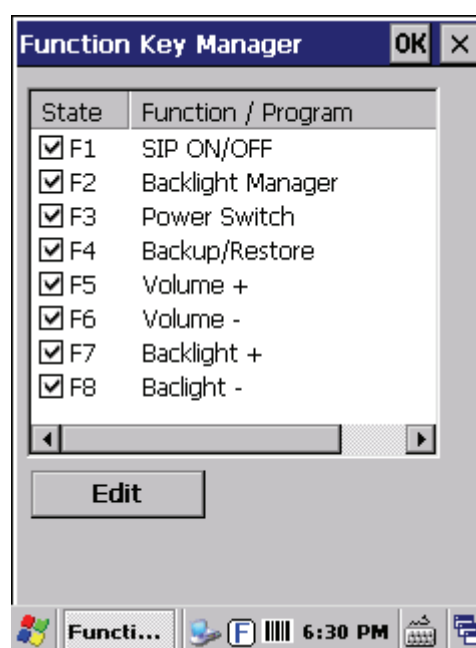 Function Key Manager OK ×
State Function / Program
F1 SIP ON/OFF
F2 Backlight Manager
F3 Power Switch
F4 Backup/Restore
F5 Volume +
F6 Volume -
F7 Backlight +
F8 Baclight -
Edit
Functi... F 6:30 PM